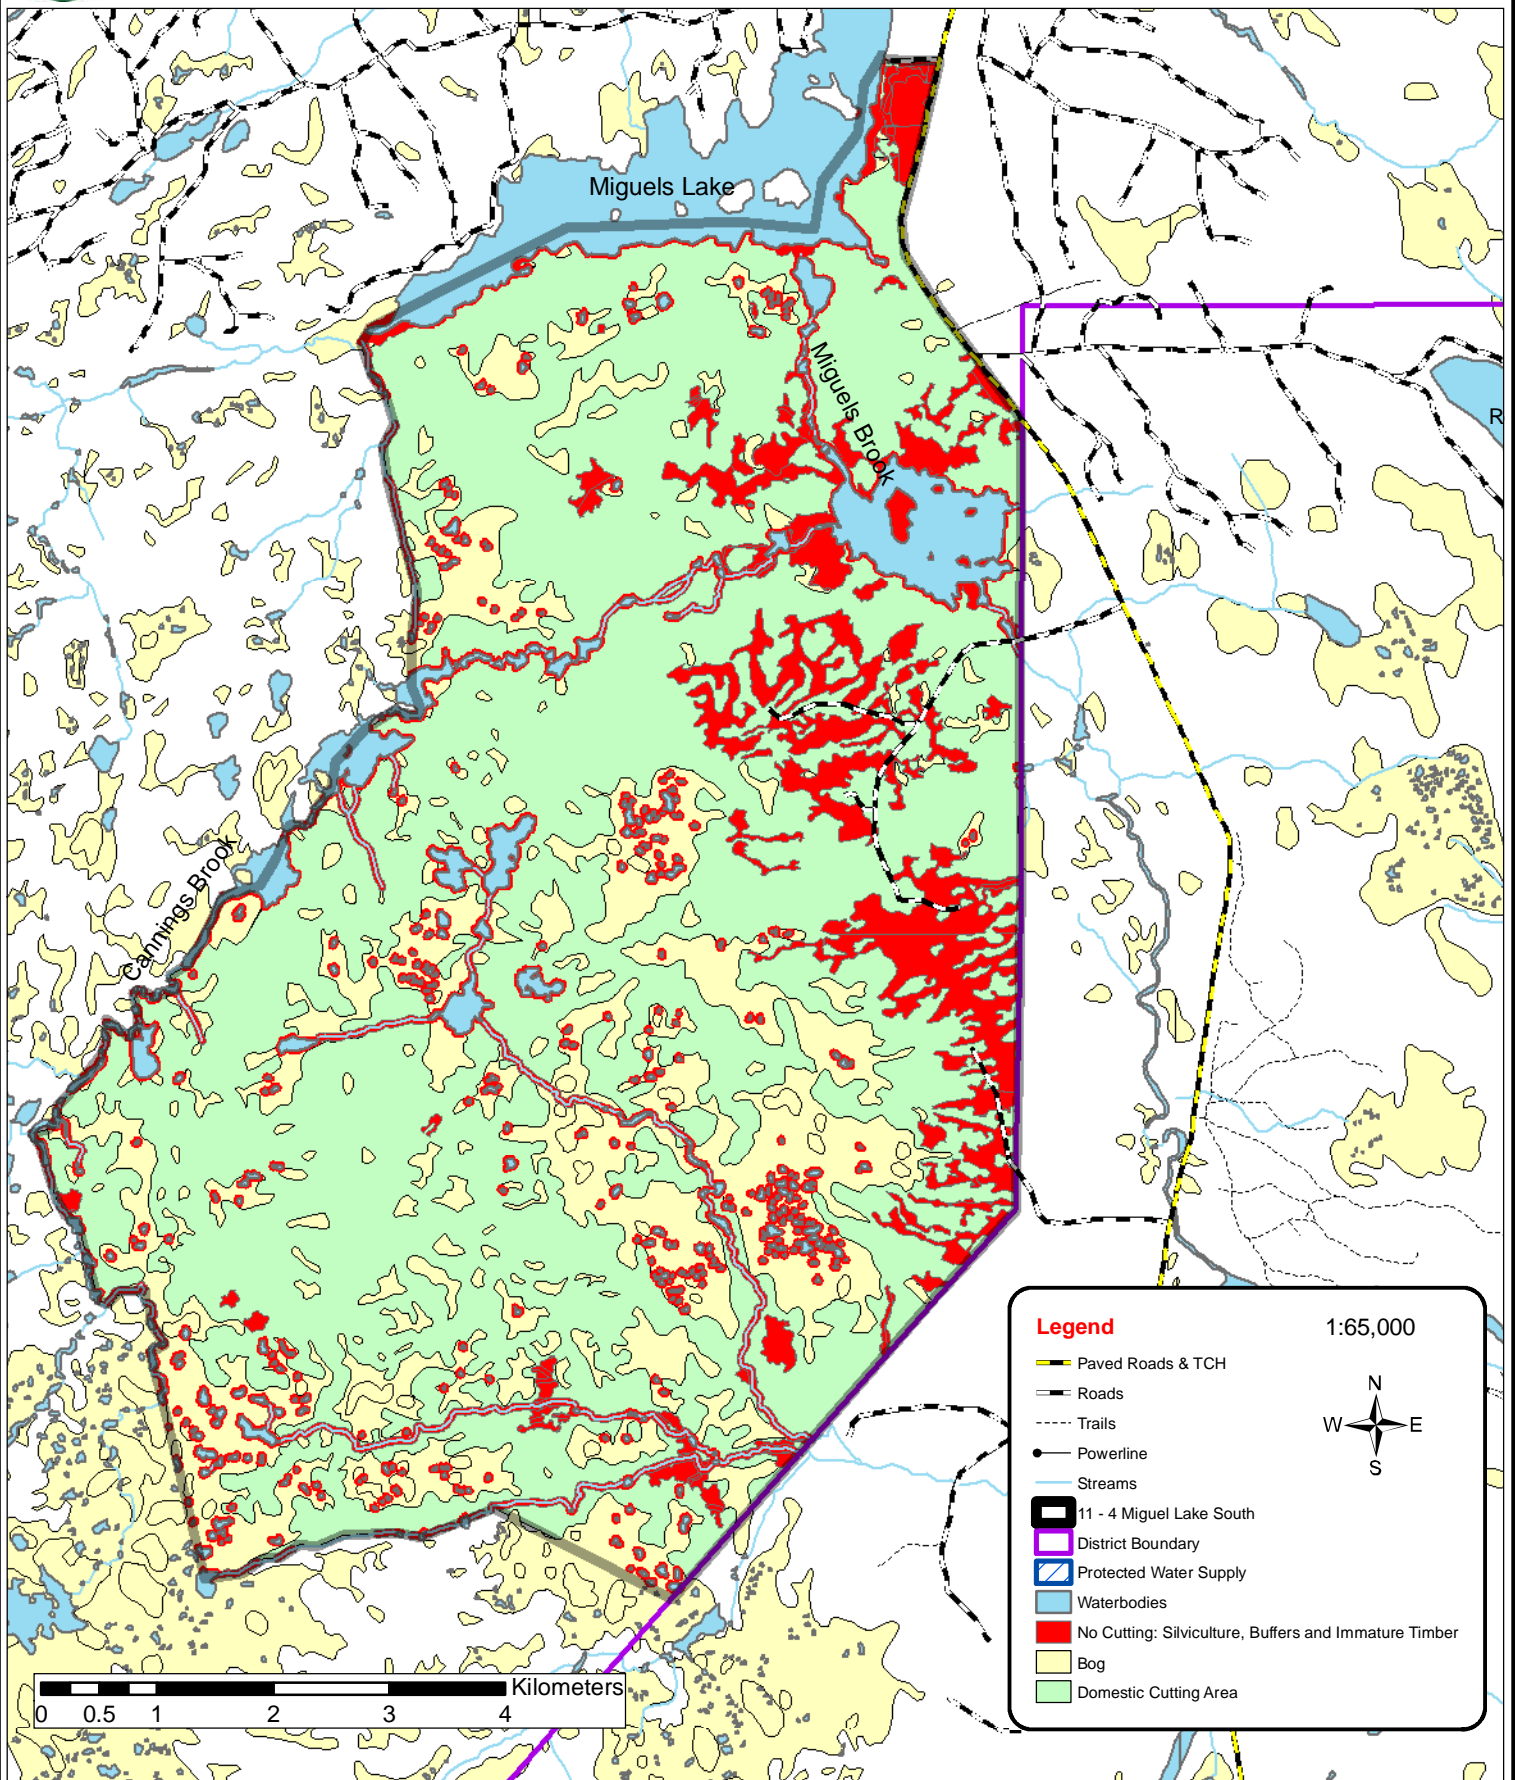 Miguels Lake
Miguels Brook
R
Cannings Brook
Legend
1:65,000
Paved Roads & TCH
Roads
Trails
Powerline
Streams
11 - 4 Miguel Lake South
District Boundary
Protected Water Supply
Waterbodies
No Cutting: Silviculture, Buffers and Immature Timber
Bog
Domestic Cutting Area
N
W E
S
Kilometers
0 0.5 1 2 3 4